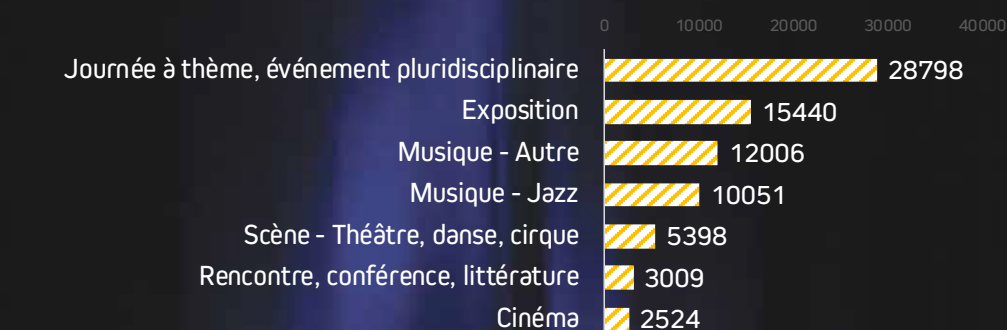 0 10000 20000 30000 40000
Journée à thème, événement pluridisciplinaire 28798
Exposition 15440
Musique - Autre 12006
Musique - Jazz 10051
Scène - Théâtre, danse, cirque 5398
Rencontre, conférence, littérature 3009
Cinéma 2524